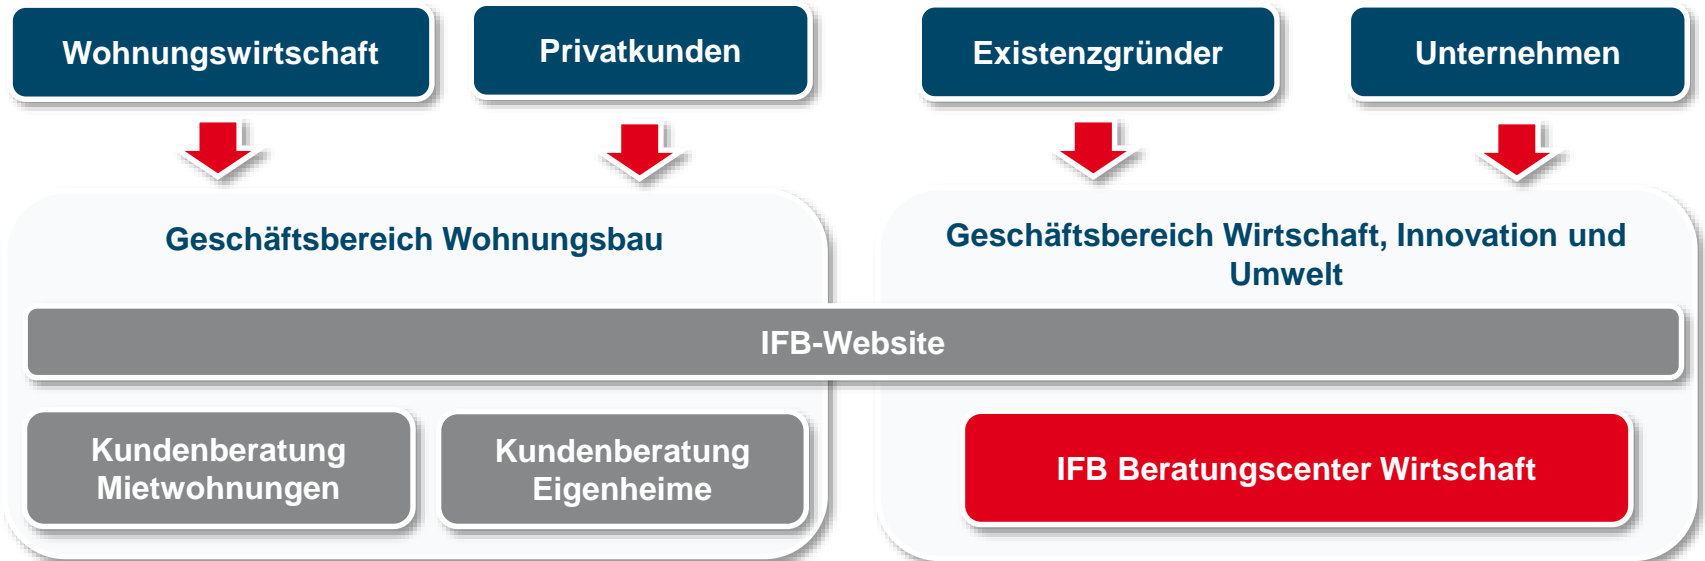 Wohnungswirtschaft
Privatkunden
Existenzgründer
Unternehmen
Geschäftsbereich Wohnungsbau
Geschäftsbereich Wirtschaft, Innovation und
Umwelt
IFB-Website
Kundenberatung
Mietwohnungen
Kundenberatung
Eigenheime
IFB Beratungscenter Wirtschaft